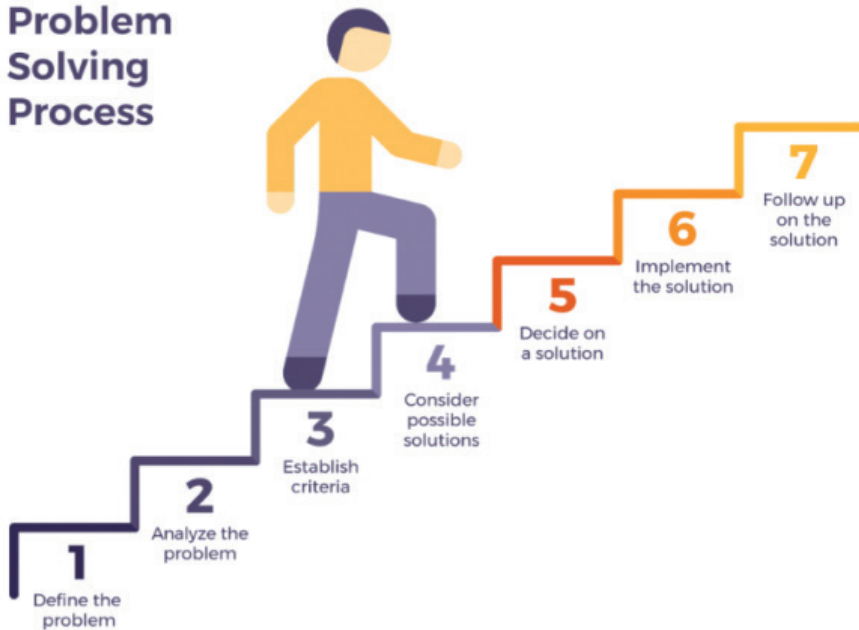 Problem
Solving
Process
1
Define the
problem
2
Analyze the
problem
3
Establish
criteria
4
Consider
possible
solutions
5
Decide on
a solution
6
Implement
the solution
7
Follow up
on the
solution